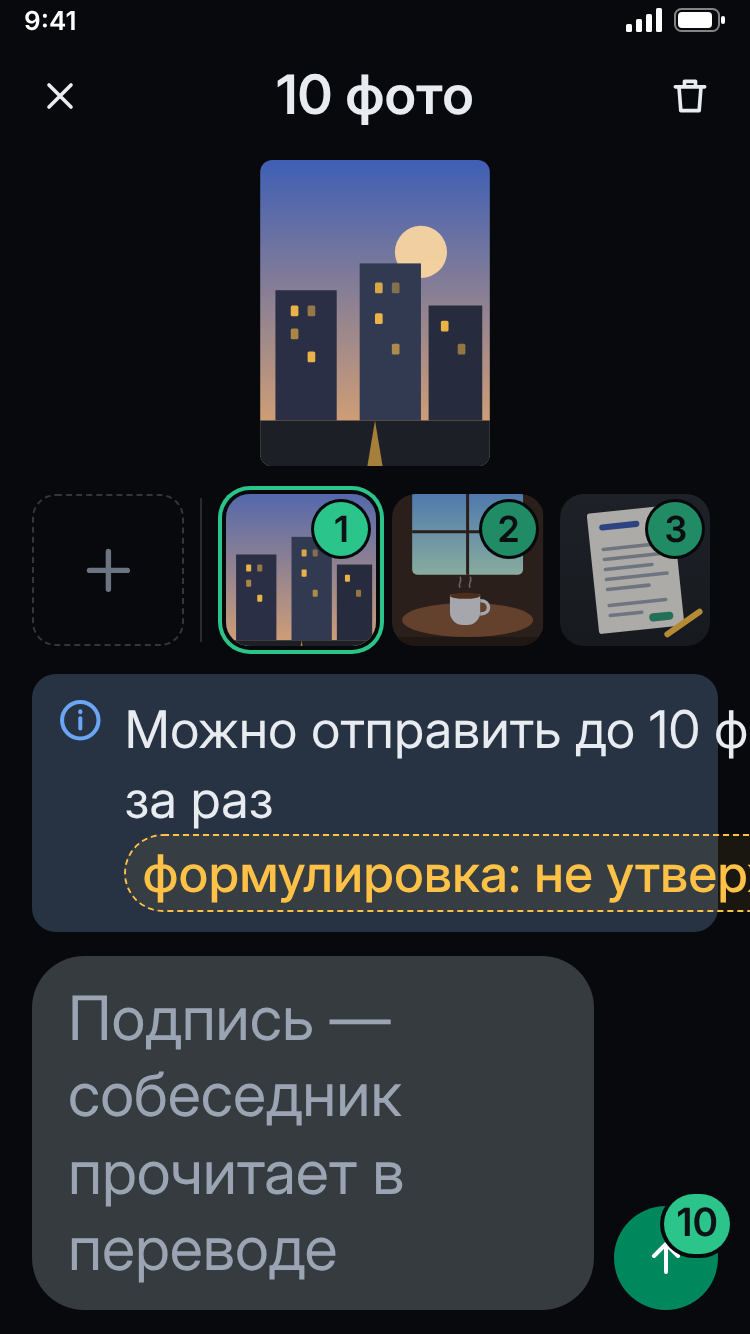 9:41
10 фото
1
2
3
Можно отправить до 10
за раз
формулировка: не
Подпись —
собеседник
прочитает в
переводе
10